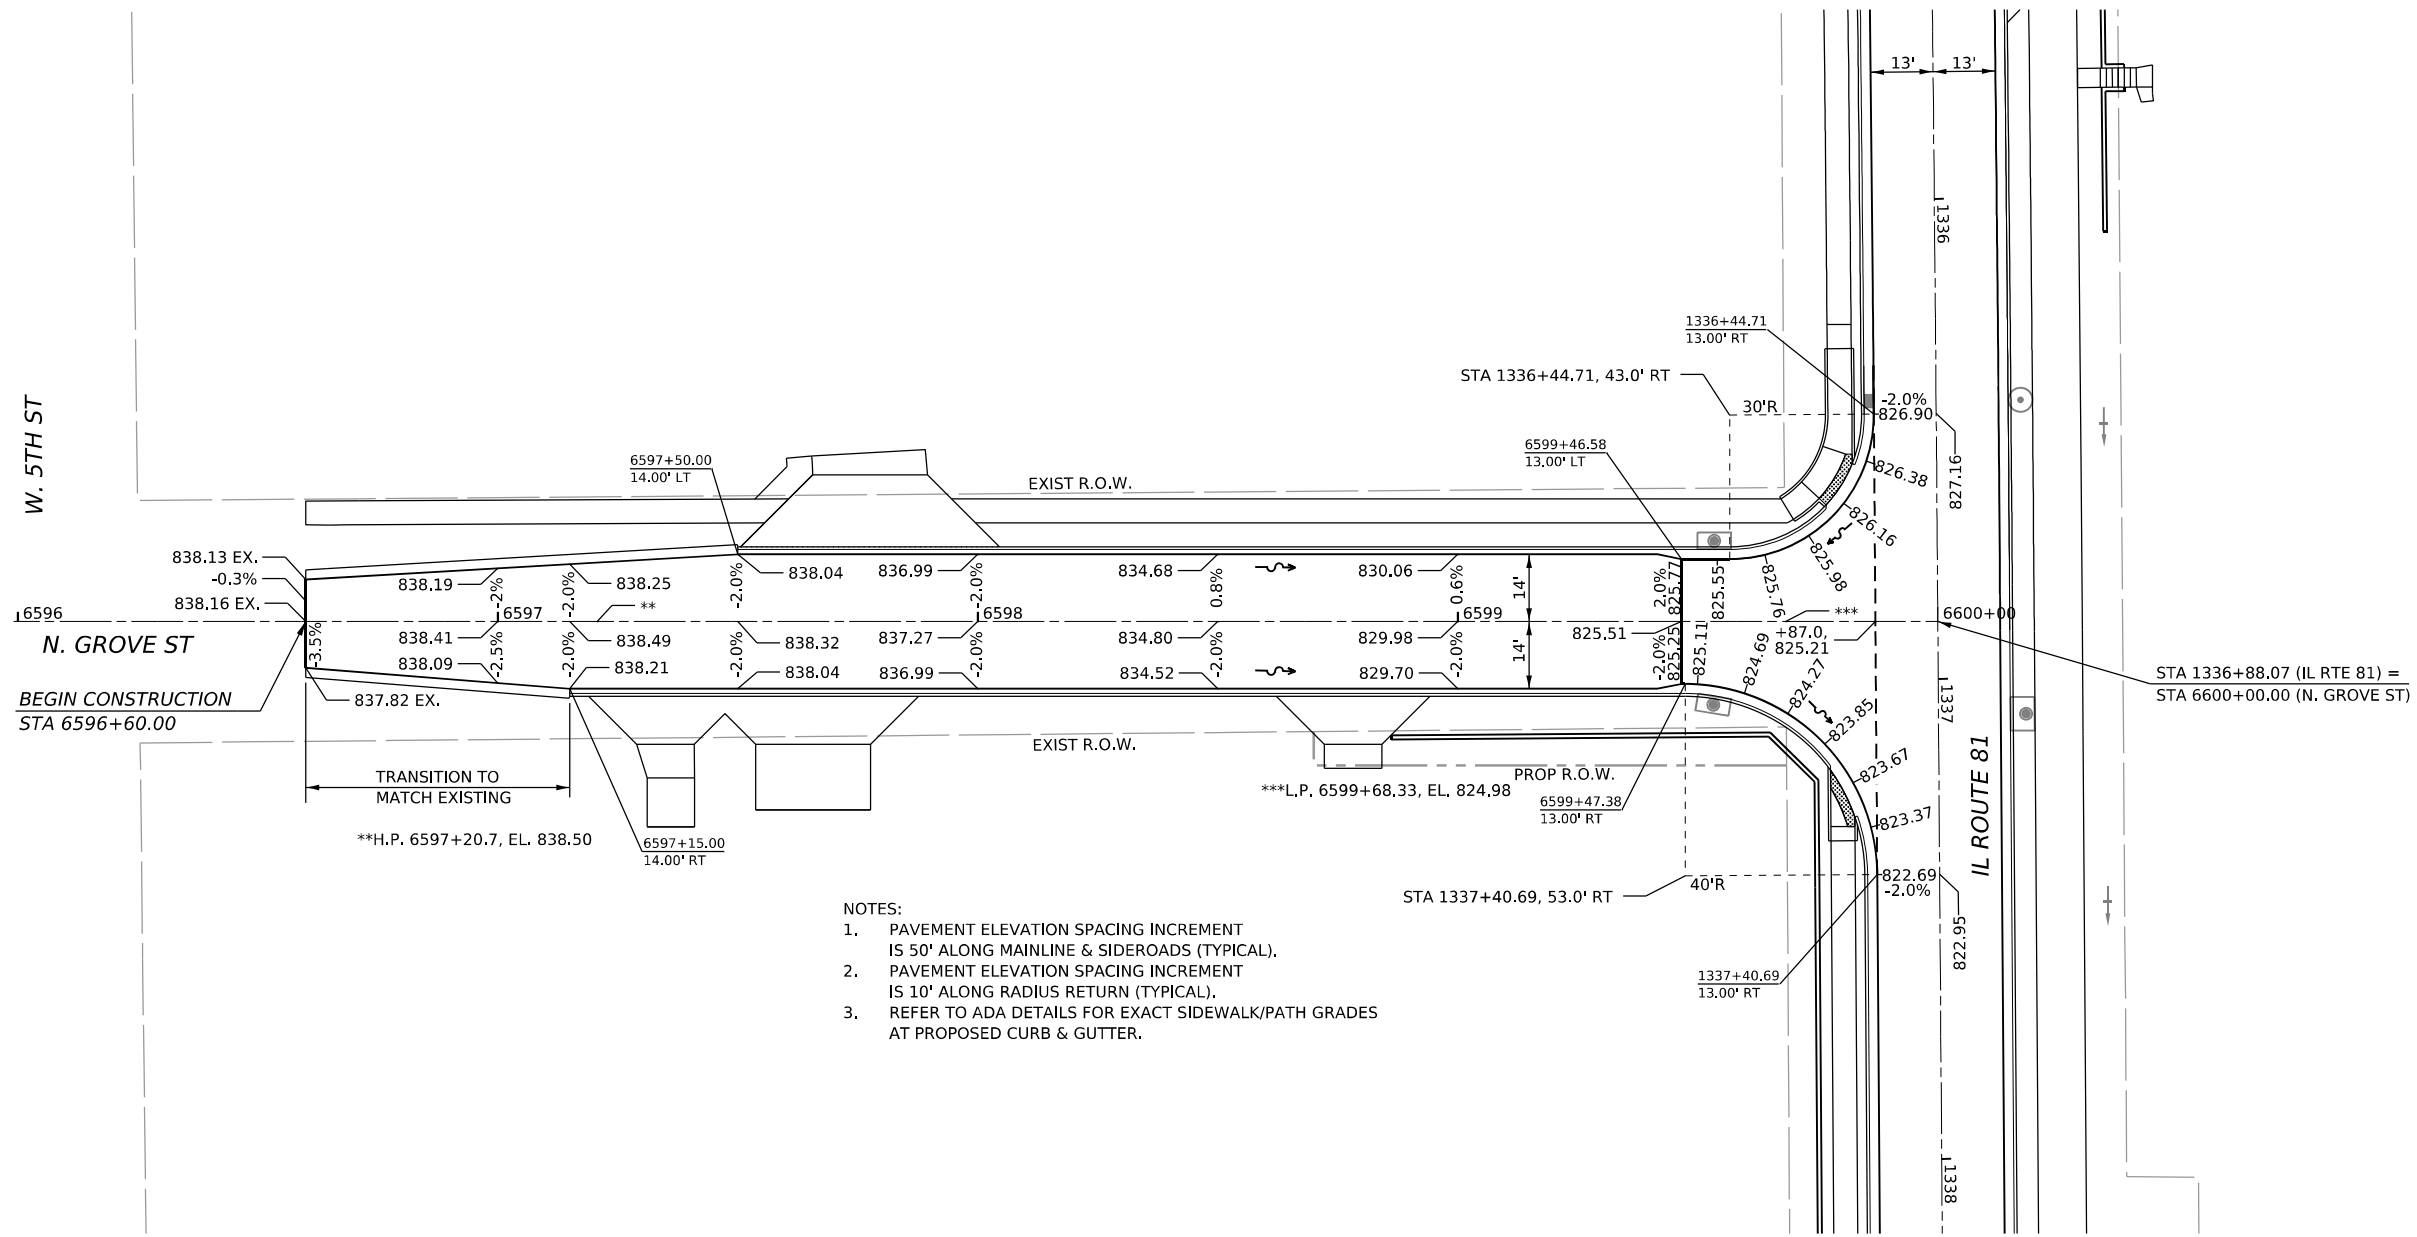 13' 13'
1336
1336+44.71
13.00' RT
STA 1336+44.71, 43.0' RT
30'R
-2.0%
826.90
827.16
826.38
826.16
825.98
825.76
825.55
W. 5TH ST
6597+50.00
14.00' LT
EXIST R.O.W.
6599+46.58
13.00' LT
838.13 EX.
-0.3%
838.16 EX.
838.19
-2%
-2.0%
838.25
-2.0%
838.04
836.99
-2.0%
834.68
0.8%
830.06
0.6%
14'
2.0%
825.77
6596
6597
**
6598
6599
***
6600+00
N. GROVE ST
-3.5%
838.41
838.09
-2.5%
-2.0%
838.49
838.21
-2.0%
838.32
838.04
837.27
836.99
-2.0%
834.80
834.52
-2.0%
829.98
829.70
-2.0%
14'
825.51
-2.0%
825.25
825.11
824.69
824.27
823.85
823.67
823.37
+87.0,
825.21
STA 1336+88.07 (IL RTE 81) =
STA 6600+00.00 (N. GROVE ST)
BEGIN CONSTRUCTION
STA 6596+60.00
837.82 EX.
1337
IL ROUTE 81
EXIST R.O.W.
TRANSITION TO
MATCH EXISTING
**H.P. 6597+20.7, EL. 838.50
6597+15.00
14.00' RT
PROP R.O.W.
***L.P. 6599+68.33, EL. 824.98
6599+47.38
13.00' RT
822.69
-2.0%
822.95
40'R
STA 1337+40.69, 53.0' RT
1337+40.69
13.00' RT
NOTES:
1. PAVEMENT ELEVATION SPACING INCREMENT
IS 50' ALONG MAINLINE & SIDEROADS (TYPICAL).
2. PAVEMENT ELEVATION SPACING INCREMENT
IS 10' ALONG RADIUS RETURN (TYPICAL).
3. REFER TO ADA DETAILS FOR EXACT SIDEWALK/PATH GRADES
AT PROPOSED CURB & GUTTER.
1338